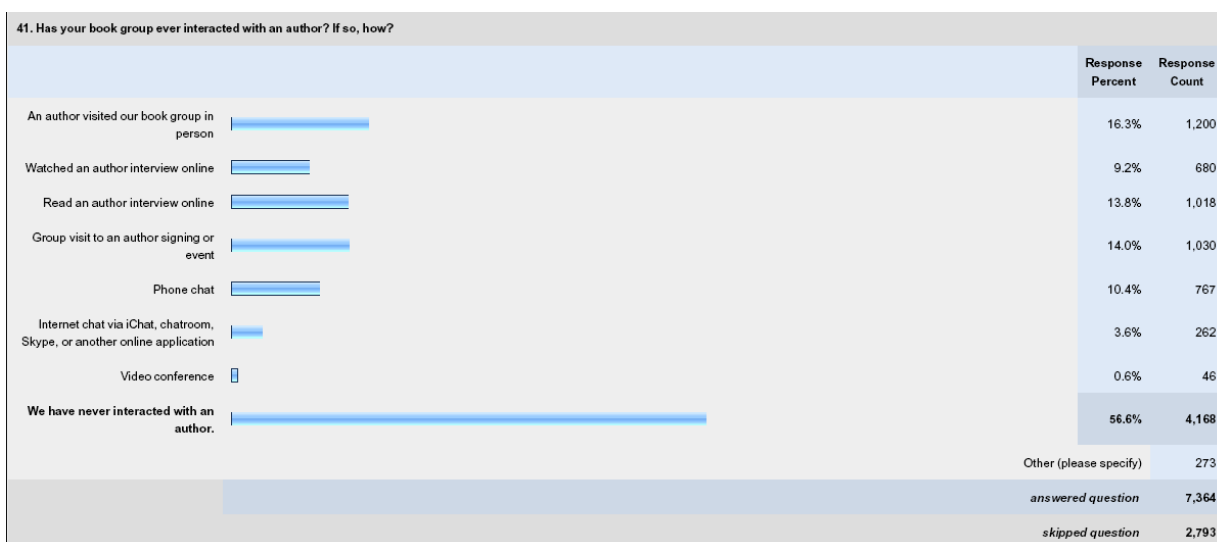 41. Has your book group ever interacted with an author? If so, how?
Response Percent
Response Count
An author visited our book group in
person
16.3% 1,200
Watched an author interview online 9.2% 680
Read an author interview online 13.8% 1,018
Group visit to an author signing or
event
14.0% 1,030
Phone chat 10.4% 767
Internet chat via iChat, chatroom,
Skype, or another online application
3.6% 262
Video conference 0.6% 46
We have never interacted with an
author.
56.6% 4,168
Other (please specify) 273
answered question 7,364
skipped question 2,793